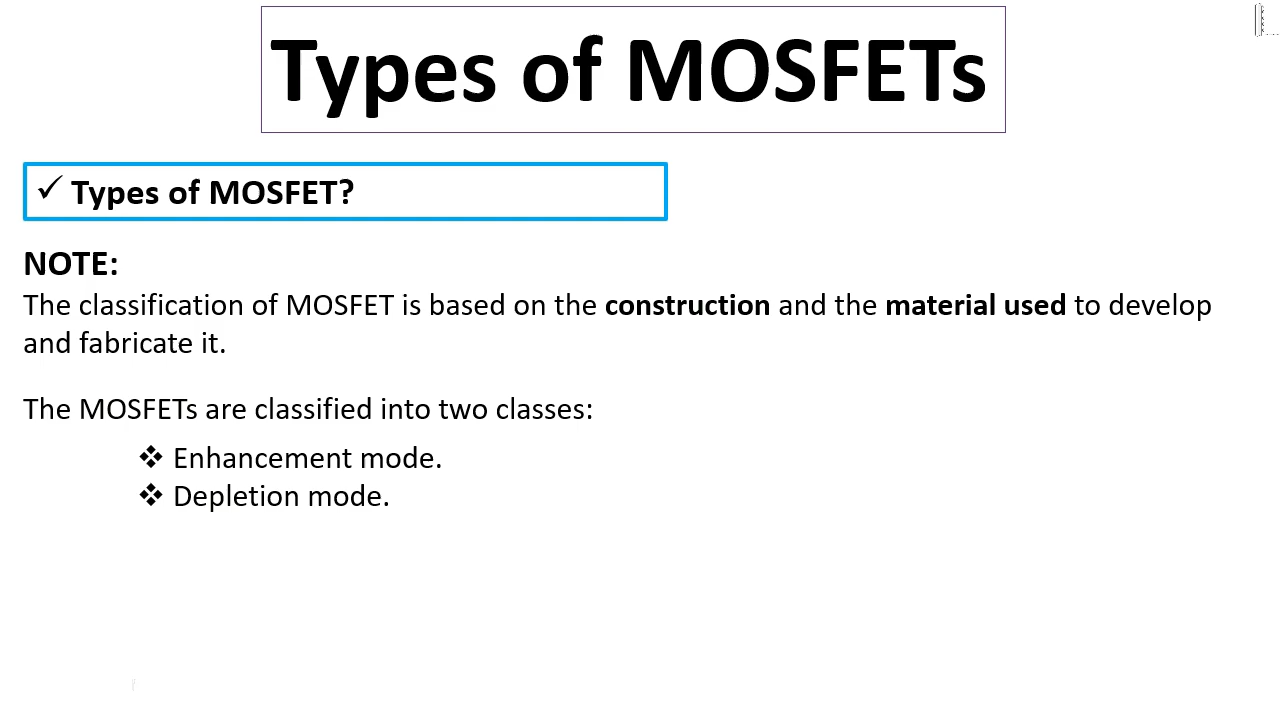 Types of MOSFETs
✓ Types of MOSFET?
NOTE:
The classification of MOSFET is based on the construction and the material used to develop
and fabricate it.
The MOSFETs are classified into two classes:
❖ Enhancement mode.
❖ Depletion mode.